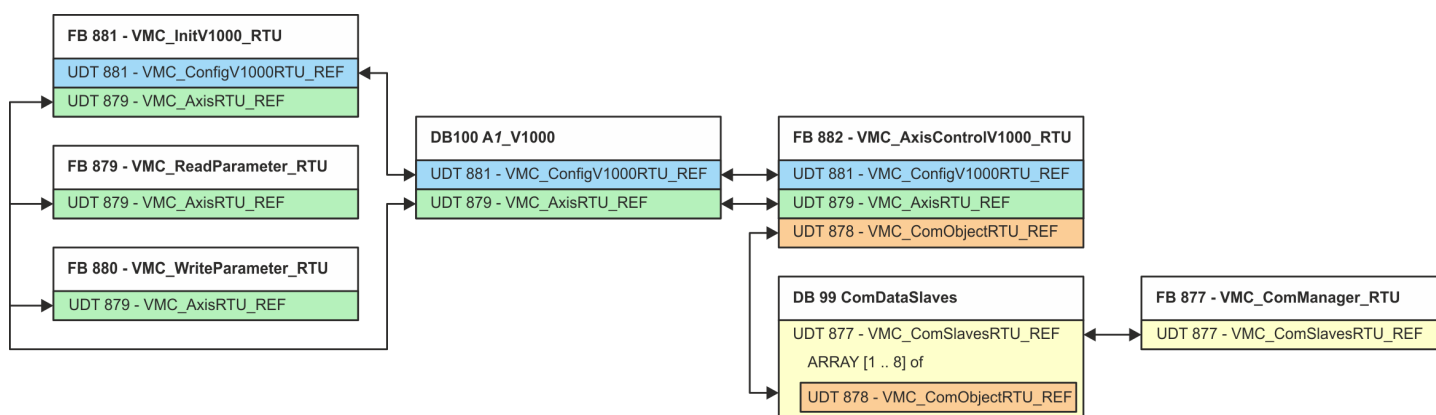 FB 881 - VMC_InitV1000_RTU
UDT 881 - VMC_ConfigV1000RTU_REF
UDT 879 - VMC_AxisRTU_REF
FB 879 - VMC_ReadParameter_RTU
UDT 879 - VMC_AxisRTU_REF
FB 880 - VMC_WriteParameter_RTU
UDT 879 - VMC_AxisRTU_REF
DB100 A1_V1000
UDT 881 - VMC_ConfigV1000RTU_REF
UDT 879 - VMC_AxisRTU_REF
FB 882 - VMC_AxisControlV1000_RTU
UDT 881 - VMC_ConfigV1000RTU_REF
UDT 879 - VMC_AxisRTU_REF
UDT 878 - VMC_ComObjectRTU_REF
DB 99 ComDataSlaves
UDT 877 - VMC_ComSlavesRTU_REF
ARRAY [1 .. 8] of
UDT 878 - VMC_ComObjectRTU_REF
FB 877 - VMC_ComManager_RTU
UDT 877 - VMC_ComSlavesRTU_REF